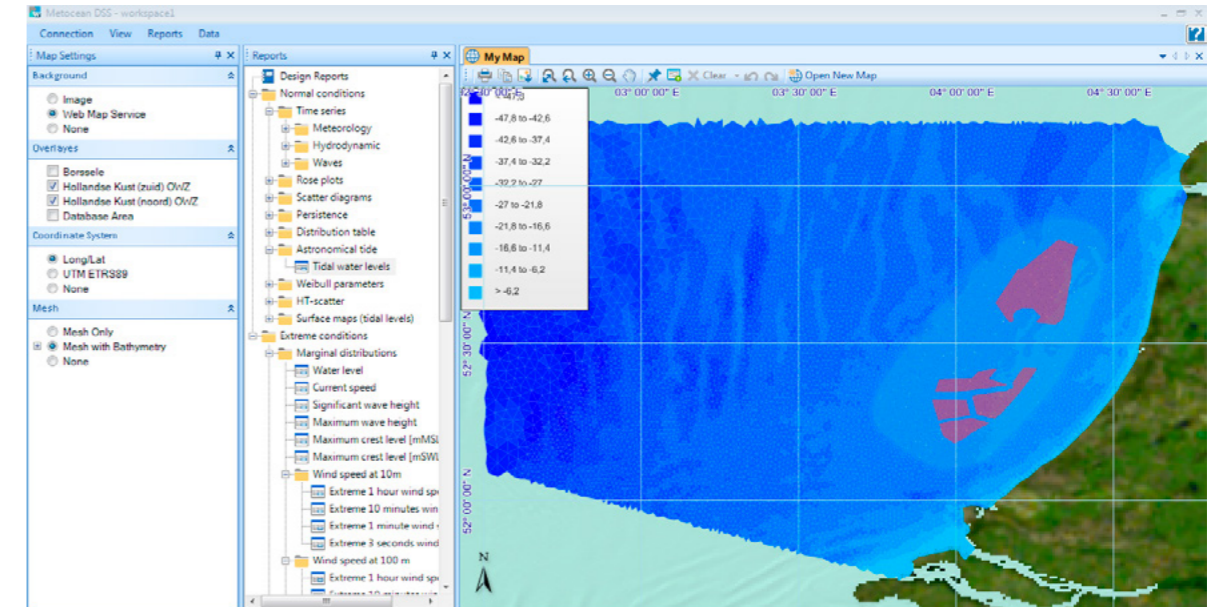 Metocean DSS - workspace1
Connection View Reports Data
Map Settings
Background
Image
Web Map Service
None
Overlayes
Borssele
Hollandse Kust (zuid) OWZ
Hollandse Kust (noord) OWZ
Database Area
Coordinate System
Long/Lat
UTM ETRS89
None
Mesh
Mesh Only
Mesh with Bathymetry
None
Reports
Design Reports
Normal conditions
Time series
Meteorology
Hydrodynamic
Waves
Rose plots
Scatter diagrams
Persistence
Distribution table
Astronomical tide
Tidal water levels
Weibull parameters
HT-scatter
Surface maps (tidal levels)
Extreme conditions
Marginal distributions
Water level
Current speed
Significant wave height
Maximum wave height
Maximum crest level [mMSL
Maximum crest level [mSWL
Wind speed at 10m
Extreme 1 hour wind spe
Extreme 10 minutes win
Extreme 1 minute wind s
Extreme 3 seconds wind
Wind speed at 100 m
Extreme 1 hour wind spe
Extreme 10 minutes win
My Map
Clear
Open New Map
03° 00' 00" E
03° 30' 00" E
04° 00' 00" E
04° 30' 00" E
-47,8 to -42,6
-42,6 to -37,4
-37,4 to -32,2
-32,2 to -27
-27 to -21,8
-21,8 to -16,6
-16,6 to -11,4
-11,4 to -6,2
> -6,2
53° 00' 00" N
52° 30' 00" N
52° 00' 00" N
N